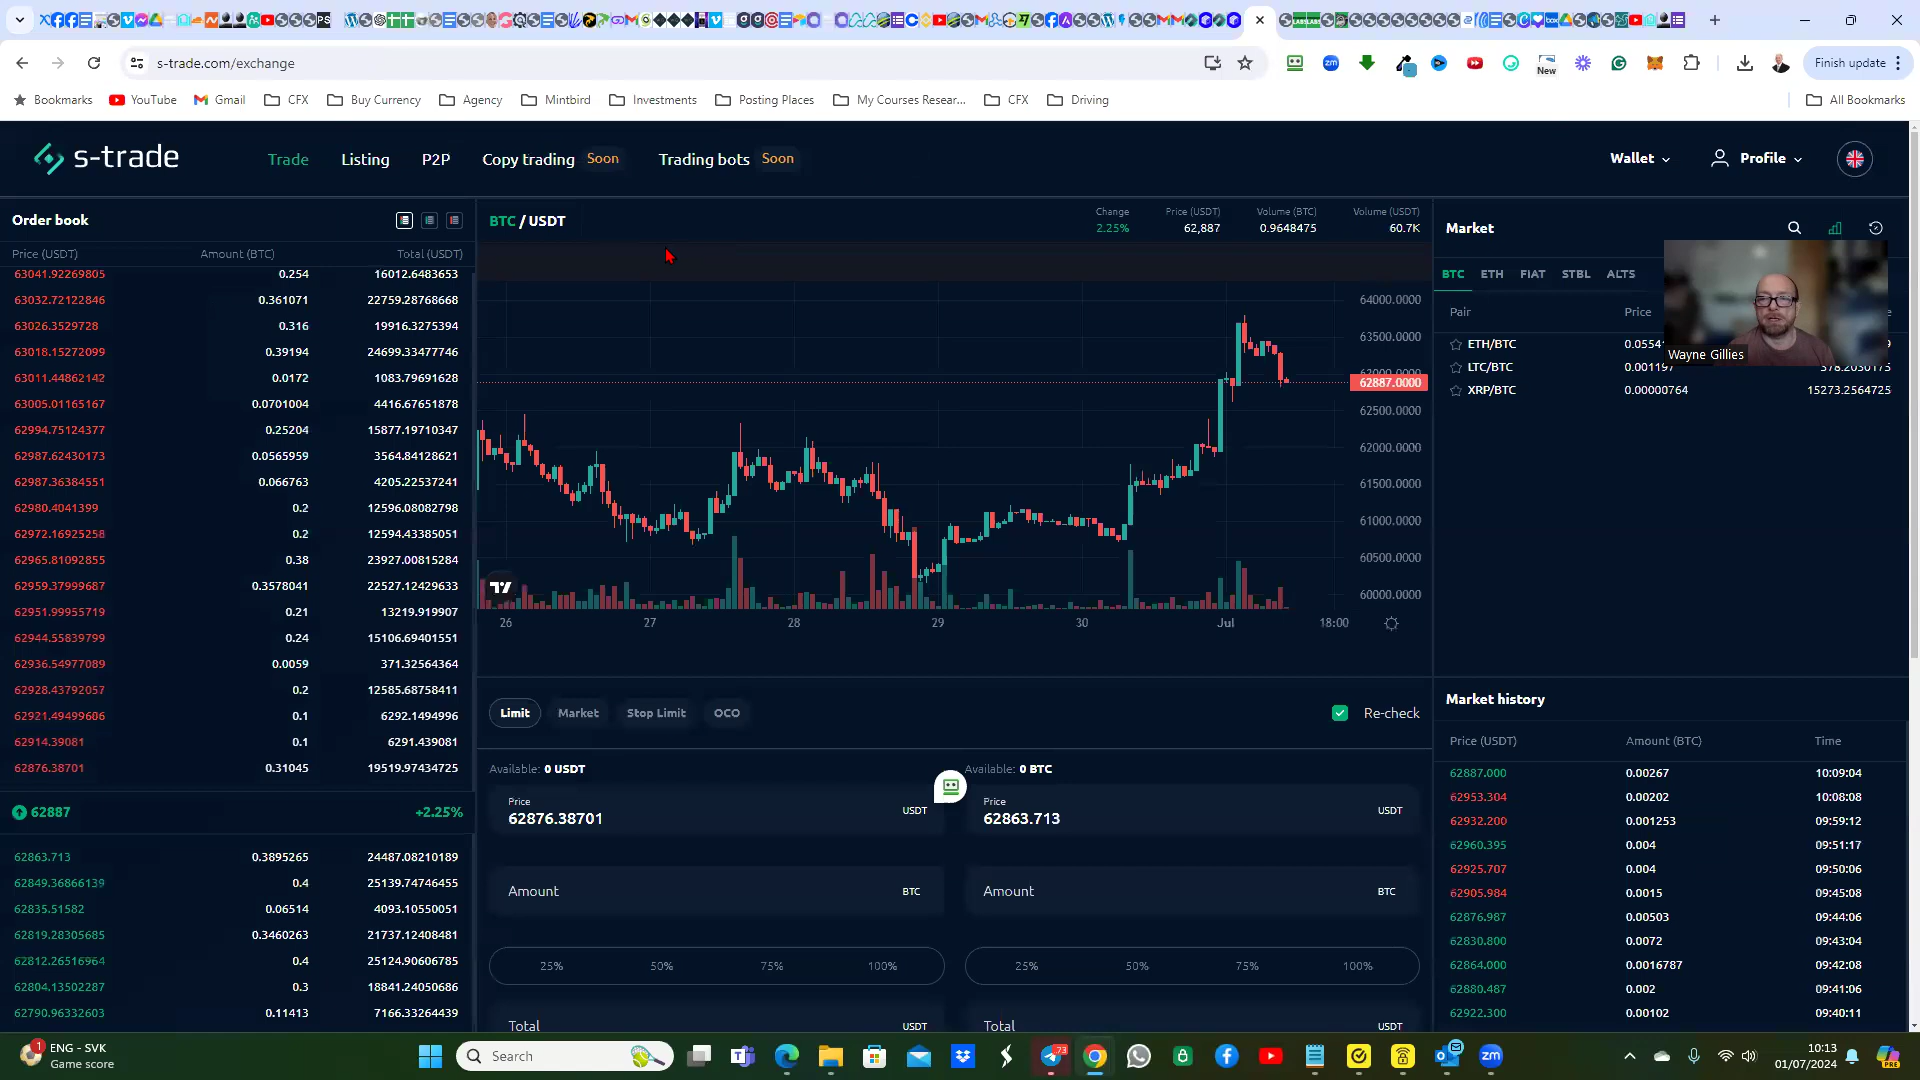 s-trade.com/exchange
New
Finish update
Bookmarks
YouTube
Gmail
CFX
Buy Currency
Agency
Mintbird
Investments
Posting Places
My Courses Resear...
CFX
Driving
All Bookmarks
s-trade
Trade
Listing
P2P
Copy trading Soon
Trading bots Soon
Wallet
Profile
Order book
Price (USDT) Amount (BTC) Total (USDT)
63041.92269805 0.254 16012.6483653
63032.72122846 0.361071 22759.28768668
63026.3529728 0.316 19916.3275394
63018.15272099 0.39194 24699.33477746
63011.44862142 0.0172 1083.79691628
63005.01165167 0.0701004 4416.67651878
62994.75124377 0.25204 15877.19710347
62987.62430173 0.0565959 3564.84128621
62987.36384551 0.066763 4205.22537241
62980.4041399 0.2 12596.08082798
62972.16925258 0.2 12594.43385051
62965.81092855 0.38 23927.00815284
62959.37999687 0.3578041 22527.12429633
62951.99955719 0.21 13219.919907
62944.55839799 0.24 15106.69401551
62936.54977089 0.0059 371.32564364
62928.43792057 0.2 12585.68758411
62921.49499606 0.1 6292.1494996
62914.39081 0.1 6291.439081
62876.38701 0.31045 19519.97434725
62887 +2.25%
62863.713 0.3895265 24487.08210189
62849.36866139 0.4 25139.74746455
62835.51582 0.06514 4093.10550051
62819.28305685 0.3460263 21737.12408481
62812.26516964 0.4 25124.90606785
62804.13502287 0.3 18841.24050686
62790.96332603 0.11413 7166.33264439
BTC / USDT
Change Price (USDT) Volume (BTC) Volume (USDT)
2.25% 62,887 0.9648475 60.7K
64000.0000
63500.0000
62887.0000
62500.0000
62000.0000
61500.0000
61000.0000
60500.0000
60000.0000
26 27 28 29 30 Jul 18:00
Limit Market Stop Limit OCO
Re-check
Available: 0 USDT
Price
62876.38701 USDT
Amount BTC
25% 50% 75% 100%
Total USDT
Available: 0 BTC
Price
62863.713 USDT
Amount BTC
25% 50% 75% 100%
Total USDT
Market
BTC ETH FIAT STBL ALTS
Pair Price
ETH/BTC
LTC/BTC 0.001197
XRP/BTC 0.00000764 15273.2564725
Wayne Gillies
Market history
Price (USDT) Amount (BTC) Time
62887.000 0.00267 10:09:04
62953.304 0.00202 10:08:08
62932.200 0.001253 09:59:12
62960.395 0.004 09:51:17
62925.707 0.004 09:50:06
62905.984 0.0015 09:45:08
62876.987 0.00503 09:44:06
62830.800 0.0072 09:43:04
62864.000 0.0016787 09:42:08
62880.487 0.002 09:41:06
62922.300 0.00102 09:40:11
1
ENG - SVK
Game score
Search
73
10:13
01/07/2024